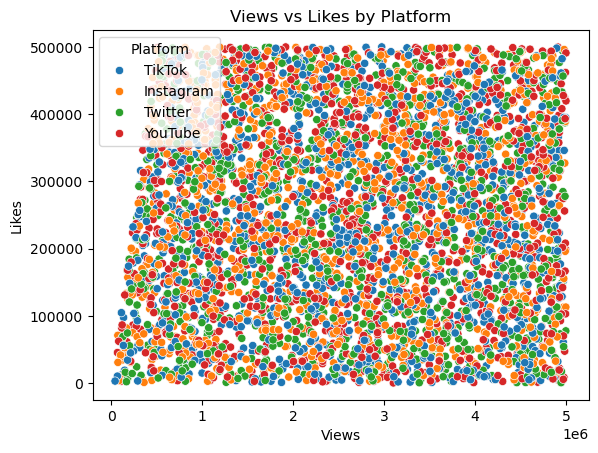 Views vs Likes by Platform
500000
400000
300000
200000
100000
0
Likes
Platform
TikTok
Instagram
Twitter
YouTube
0
1
2
3
4
5
1e6
Views